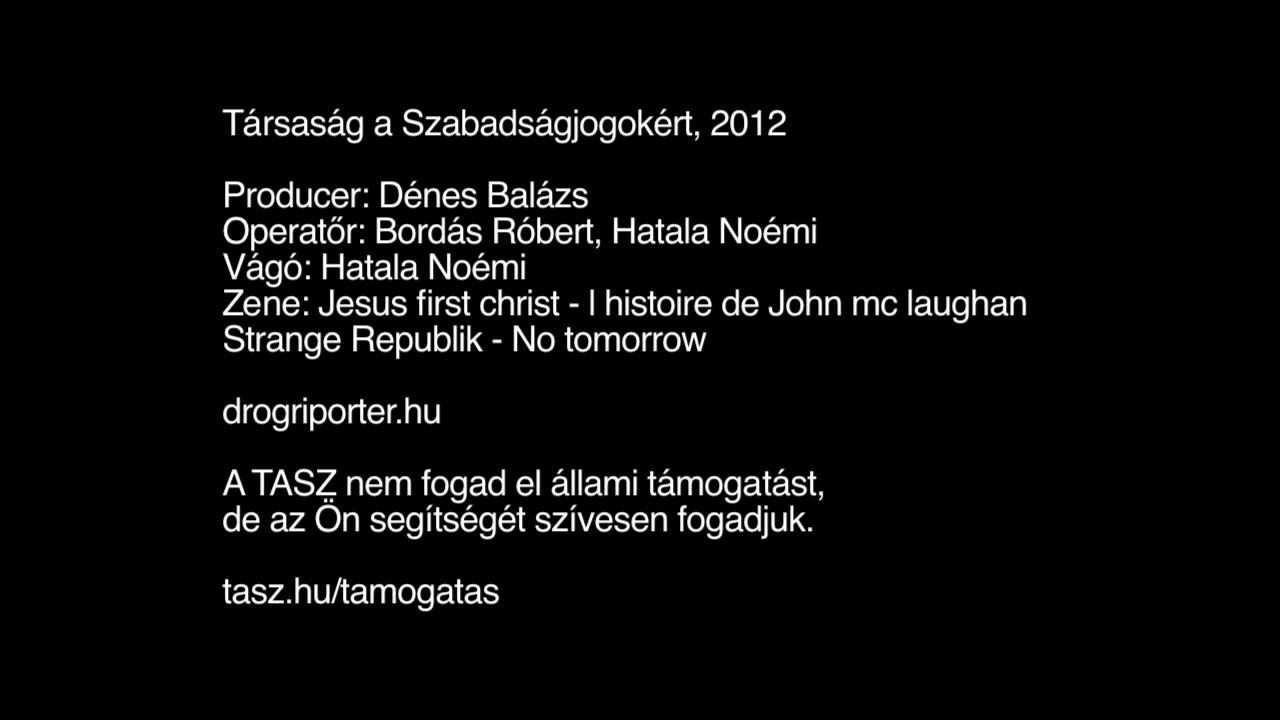 Társaság a Szabadságjogokért, 2012
Producer: Dénes Balázs
Operatőr: Bordás Róbert, Hatala Noémi
Vágó: Hatala Noémi
Zene: Jesus first christ - l histoire de John mc laughan
Strange Republik - No tomorrow
drogriporter.hu
A TASZ nem fogad el állami támogatást,
de az Ön segítségét szívesen fogadjuk.
tasz.hu/tamogatas